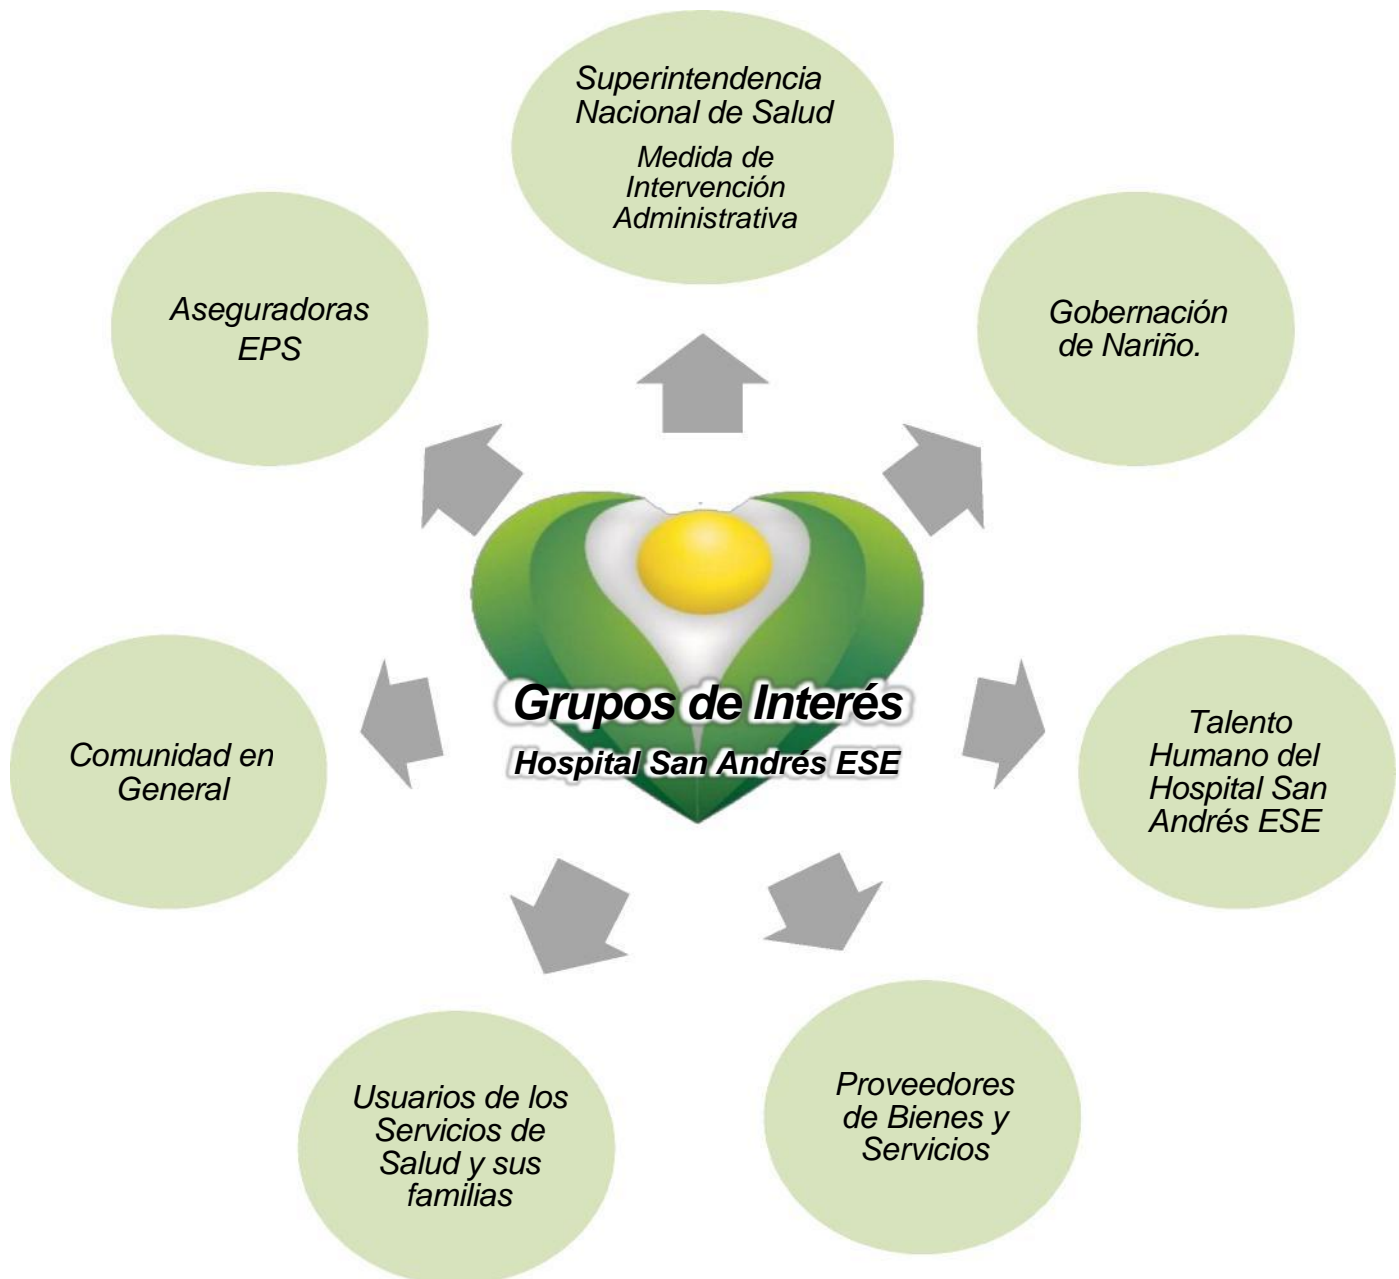 Superintendencia
Nacional de Salud
Medida de
Intervención
Administrativa
Gobernación
de Nariño.
Talento
Humano del
Hospital San
Andrés ESE
Proveedores
de Bienes y
Servicios
Usuarios de los
Servicios de
Salud y sus
familias
Comunidad en
General
Aseguradoras
EPS
Grupos de Interés
Hospital San Andrés ESE